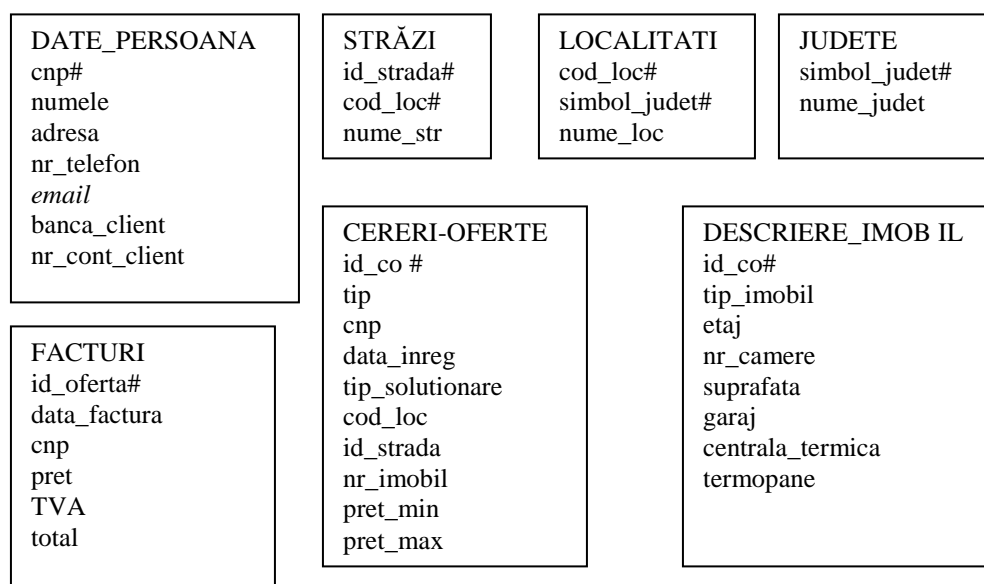 DATE_PERSOANA
cnp#
numele
adresa
nr_telefon
email
banca_client
nr_cont_client
STRĂZI
id_strada#
cod_loc#
nume_str
LOCALITATI
cod_loc#
simbol_judet#
nume_loc
JUDETE
simbol_judet#
nume_judet
FACTURI
id_oferta#
data_factura
cnp
pret
TVA
total
CERERI-OFERTE
id_co #
tip
cnp
data_inreg
tip_solutionare
cod_loc
id_strada
nr_imobil
pret_min
pret_max
DESCRIERE_IMOB IL
id_co#
tip_imobil
etaj
nr_camere
suprafata
garaj
centrala_termica
termopane